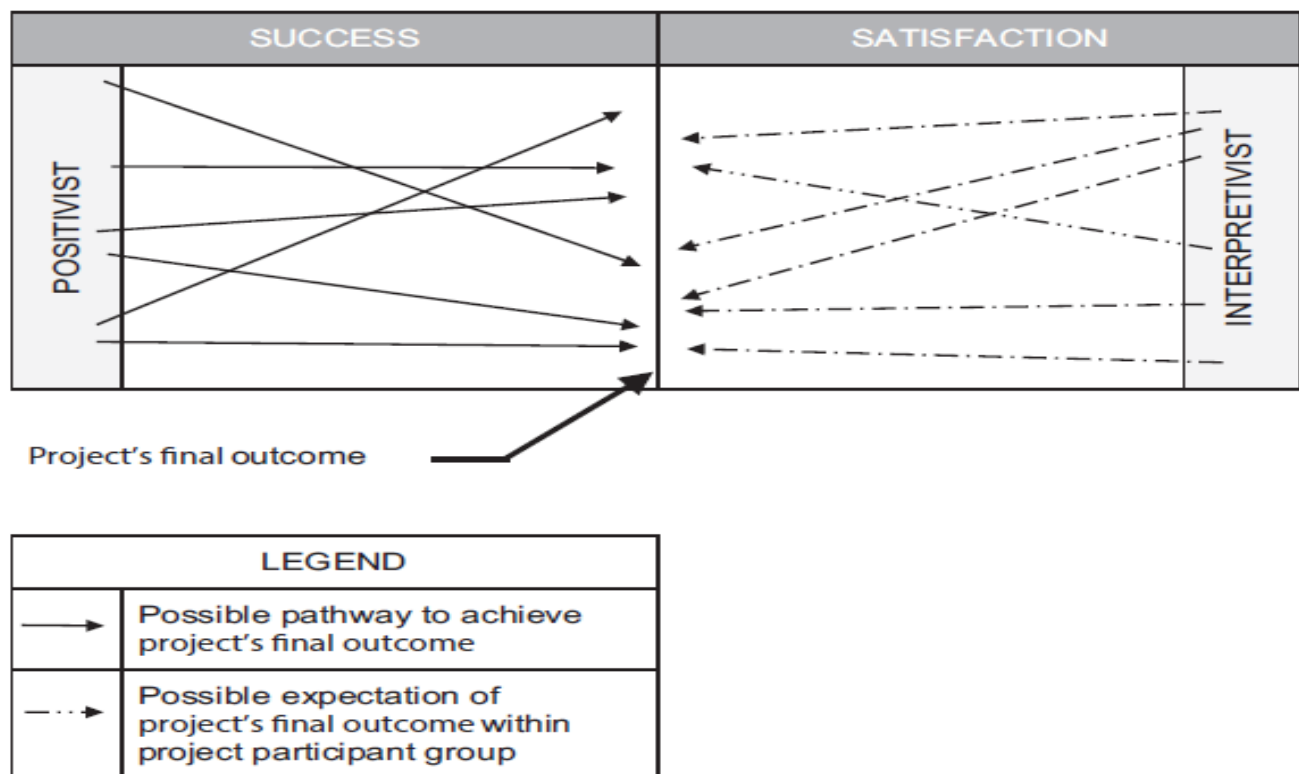 SUCCESS
SATISFACTION
POSITIVIST
INTERPRETIVIST
Project's final outcome
LEGEND
Possible pathway to achieve
project's final outcome
Possible expectation of
project's final outcome within
project participant group